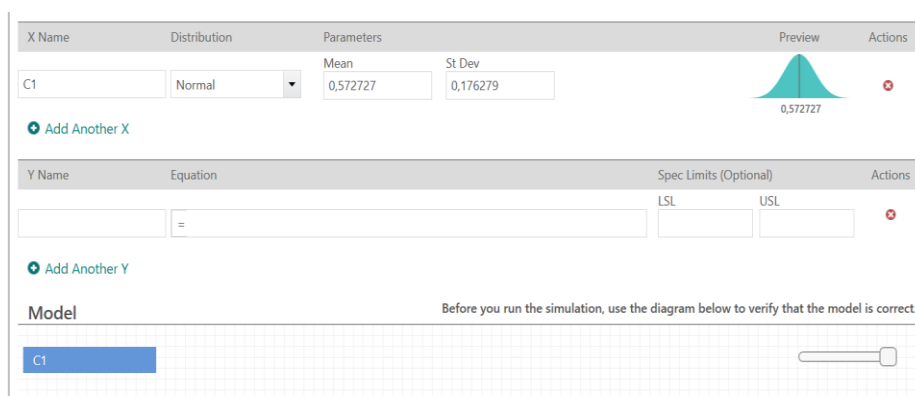 X Name Distribution Parameters Preview Actions
Mean St Dev
C1 Normal 0,572727 0,176279
0,572727
Add Another X
Y Name Equation Spec Limits (Optional) Actions
LSL USL
=
Add Another Y
Model Before you run the simulation, use the diagram below to verify that the model is correct
C1